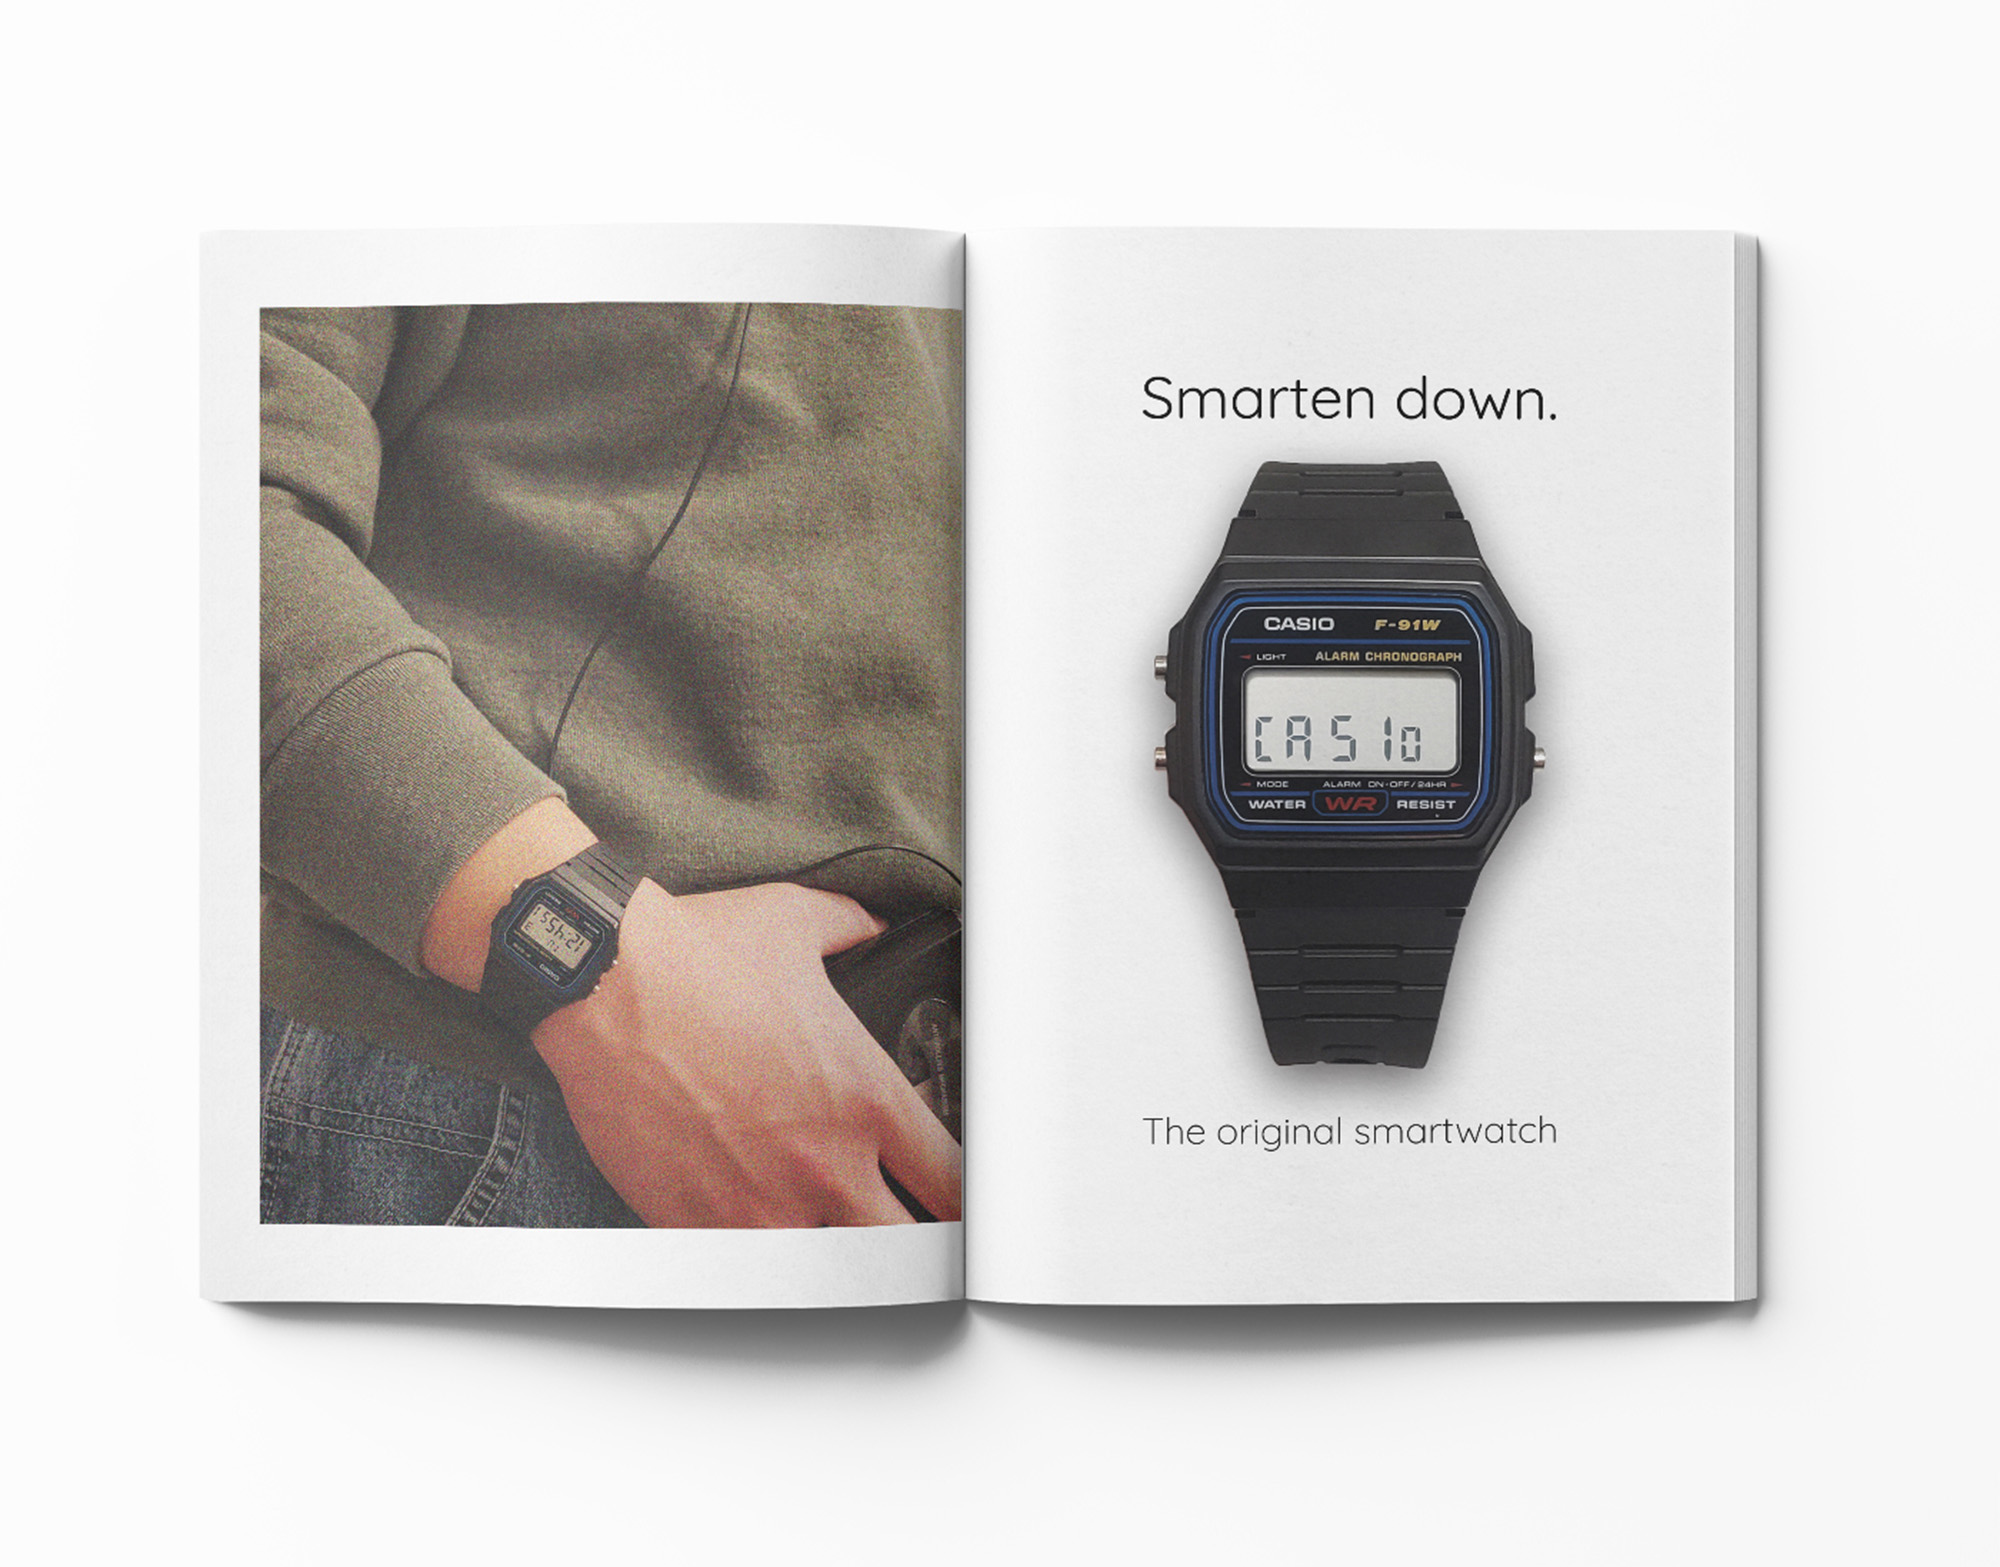 Smarten down.
CASIO F-91W
LIGHT ALARM CHRONOGRAPH
CASIo
MODE ALARM ON-OFF/24HR
WATER WR RESIST
The original smartwatch
CASIO